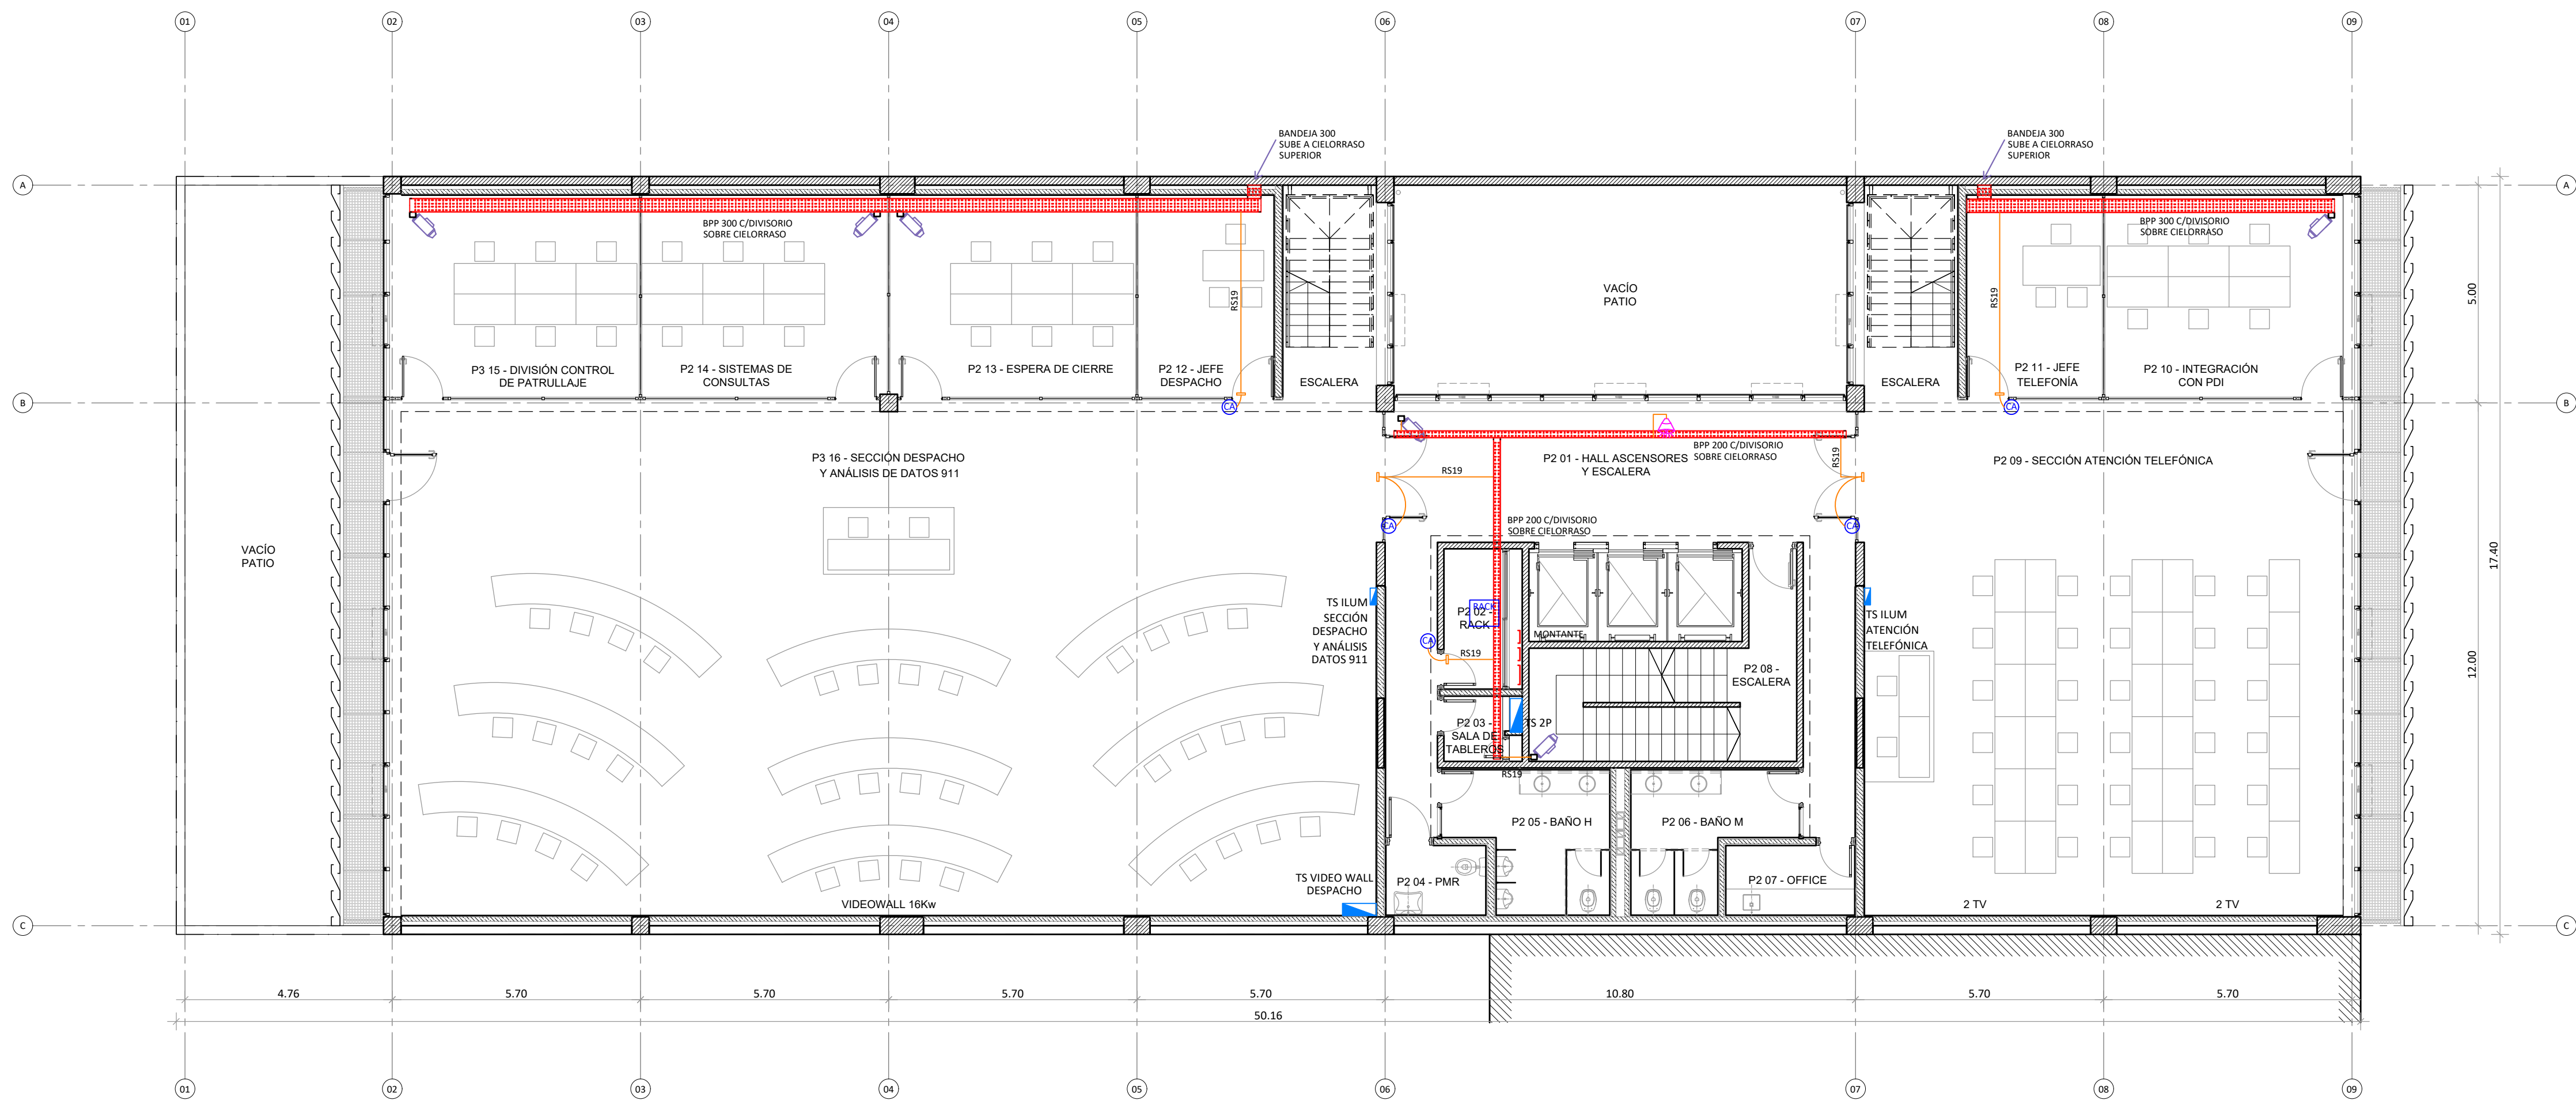 01
02
03
04
05
06
07
08
09
BANDEJA 300
SUBE A CIELORRASO
SUPERIOR
BANDEJA 300
SUBE A CIELORRASO
SUPERIOR
A
A
BPP 300 C/DIVISORIO
SOBRE CIELORRASO
BPP 300 C/DIVISORIO
SOBRE CIELORRASO
RS19
VACÍO
PATIO
RS19
5.00
P3 15 - DIVISIÓN CONTROL
DE PATRULLAJE
P2 14 - SISTEMAS DE
CONSULTAS
P2 13 - ESPERA DE CIERRE
P2 12 - JEFE
DESPACHO
ESCALERA
ESCALERA
P2 11 - JEFE
TELEFONÍA
P2 10 - INTEGRACIÓN
CON PDI
B
CA
CA
B
P3 16 - SECCIÓN DESPACHO
Y ANÁLISIS DE DATOS 911
RS19
P2 01 - HALL ASCENSORES
Y ESCALERA
BPP 200 C/DIVISORIO
SOBRE CIELORRASO
RS19
P2 09 - SECCIÓN ATENCIÓN TELEFÓNICA
CA
BPP 200 C/DIVISORIO
SOBRE CIELORRASO
CA
VACÍO
PATIO
17.40
TS ILUM
SECCIÓN
DESPACHO
Y ANÁLISIS
DATOS 911
RACK
P2 02 -
RACK
MONTANTE
CA
RS19
TS ILUM
ATENCIÓN
TELEFÓNICA
P2 08 -
ESCALERA
12.00
P2 03 -
SALA DE
TABLEROS
TS 2P
RS19
P2 05 - BAÑO H
P2 06 - BAÑO M
TS VIDEO WALL
DESPACHO
P2 04 - PMR
P2 07 - OFFICE
VIDEOWALL 16Kw
2 TV
2 TV
C
C
4.76
5.70
5.70
5.70
5.70
10.80
5.70
5.70
50.16
01
02
03
04
05
06
07
08
09